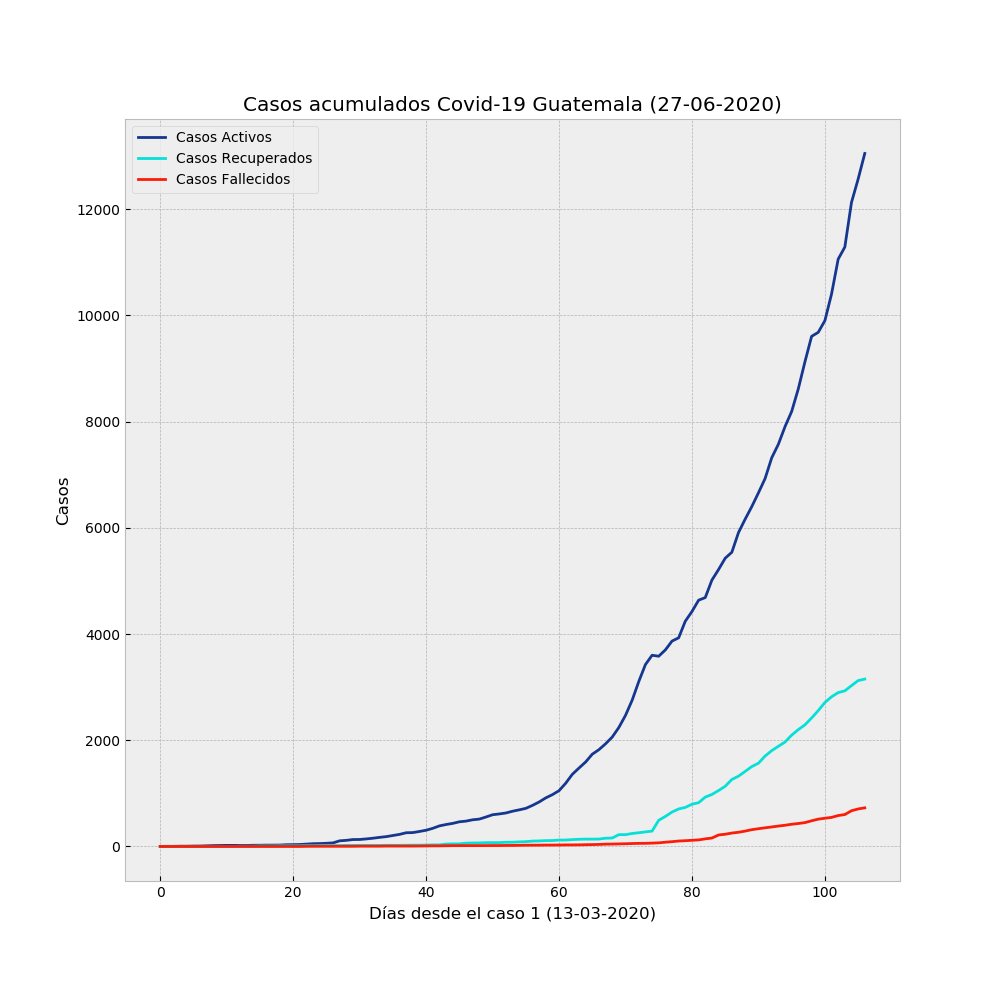 Casos acumulados Covid-19 Guatemala (27-06-2020)
Casos Activos
Casos Recuperados
Casos Fallecidos
12000
10000
8000
6000
4000
2000
0
Casos
0 20 40 60 80 100
Días desde el caso 1 (13-03-2020)